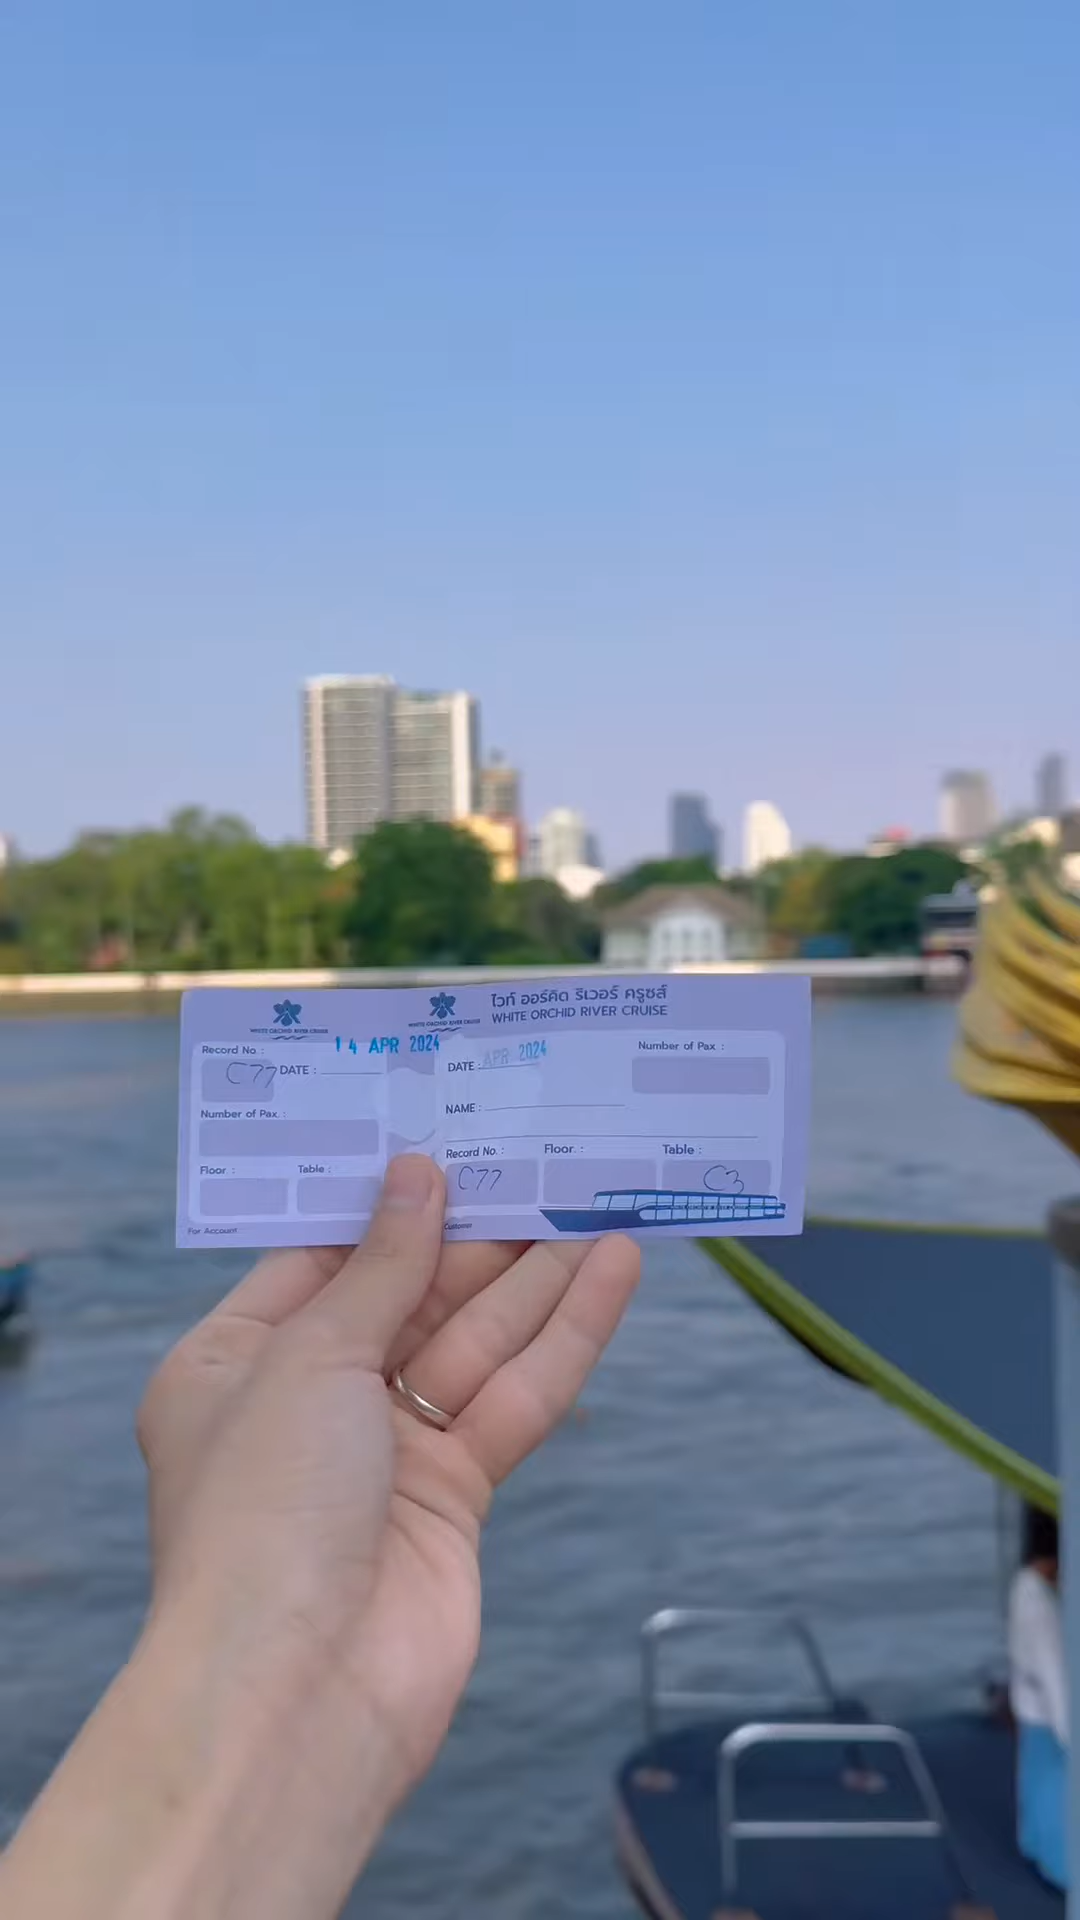 WHITE ORCHID RIVER CRUISE
Record No. :
C77
DATE :
14 APR 2024
Number of Pax. :
Floor. :
Table :
For Account
WHITE ORCHID RIVER CRUISE
ไวท์ ออร์คิด ริเวอร์ ครูซส์
WHITE ORCHID RIVER CRUISE
DATE :
APR 2024
Number of Pax :
NAME :
Record No. :
C77
Floor. :
Table :
C3
Customer